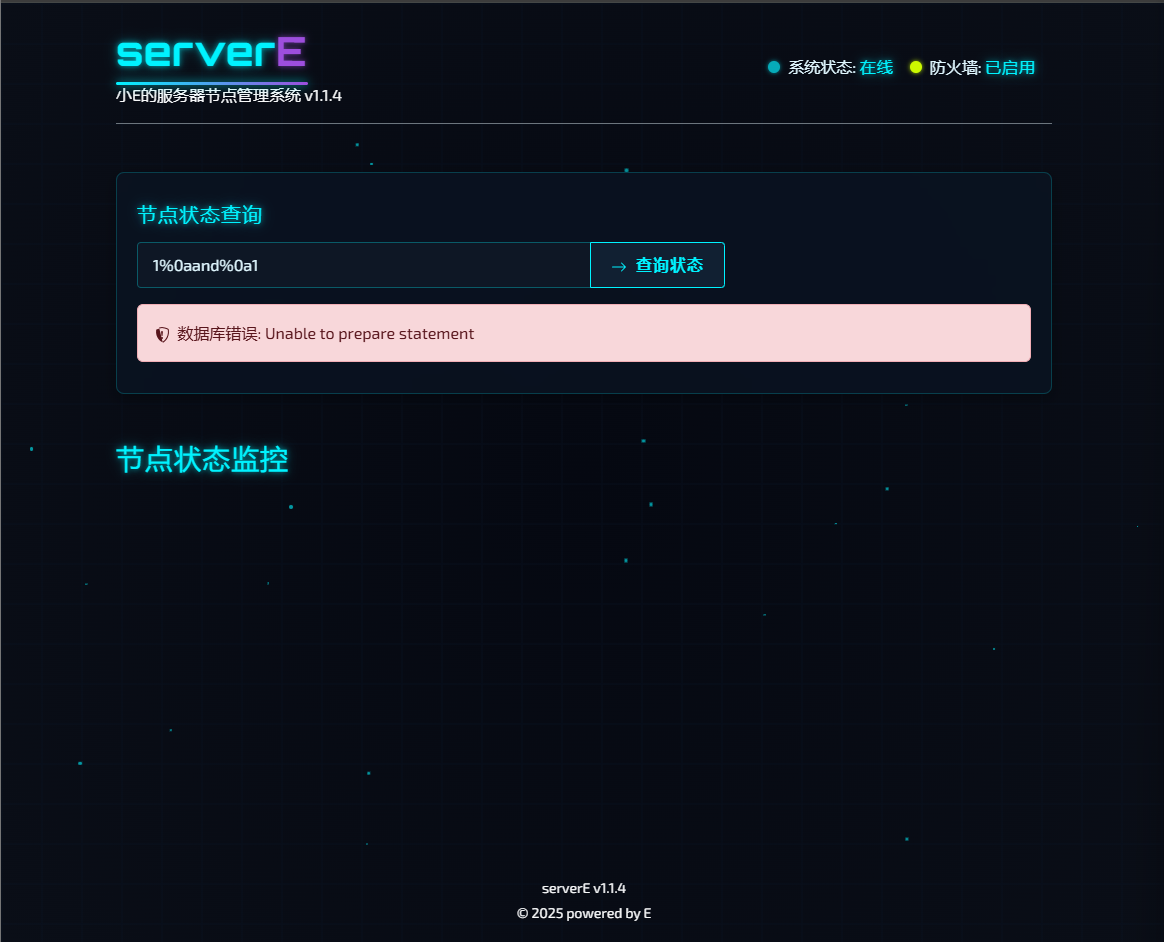 serverE
小E的服务器节点管理系统 v1.1.4
系统状态: 在线 防火墙: 已启用
节点状态查询
1%0aand%0a1
→ 查询状态
数据库错误: Unable to prepare statement
节点状态监控
serverE v1.1.4
© 2025 powered by E